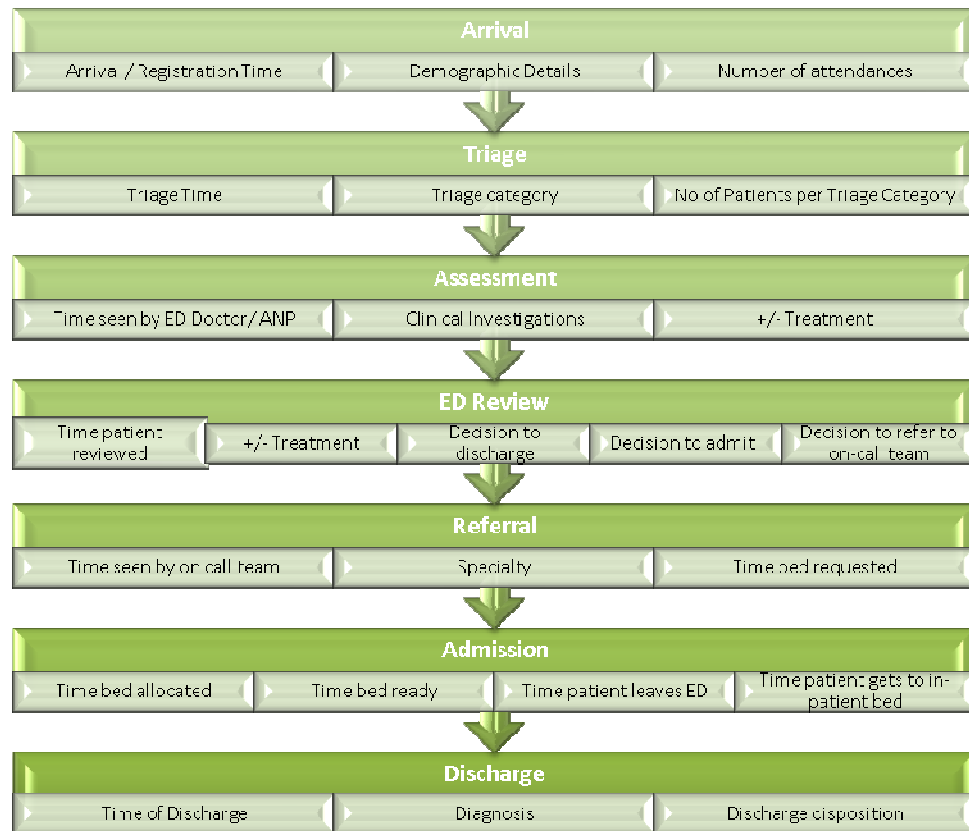 Arrival
Arrival / Registration Time
Demographic Details
Number of attendances
Triage
Triage Time
Triage category
No of Patients per Triage Category
Assessment
Time seen by ED Doctor/ ANP
Clinical Investigations
+/- Treatment
ED Review
Time patient
reviewed
+/- Treatment
Decision to
discharge
Decision to admit
Decision to refer to
on-call team
Referral
Time seen by on call team
Specialty
Time bed requested
Admission
Time bed allocated
Time bed ready
Time patient leaves ED
Time patient gets to in-
patient bed
Discharge
Time of Discharge
Diagnosis
Discharge disposition